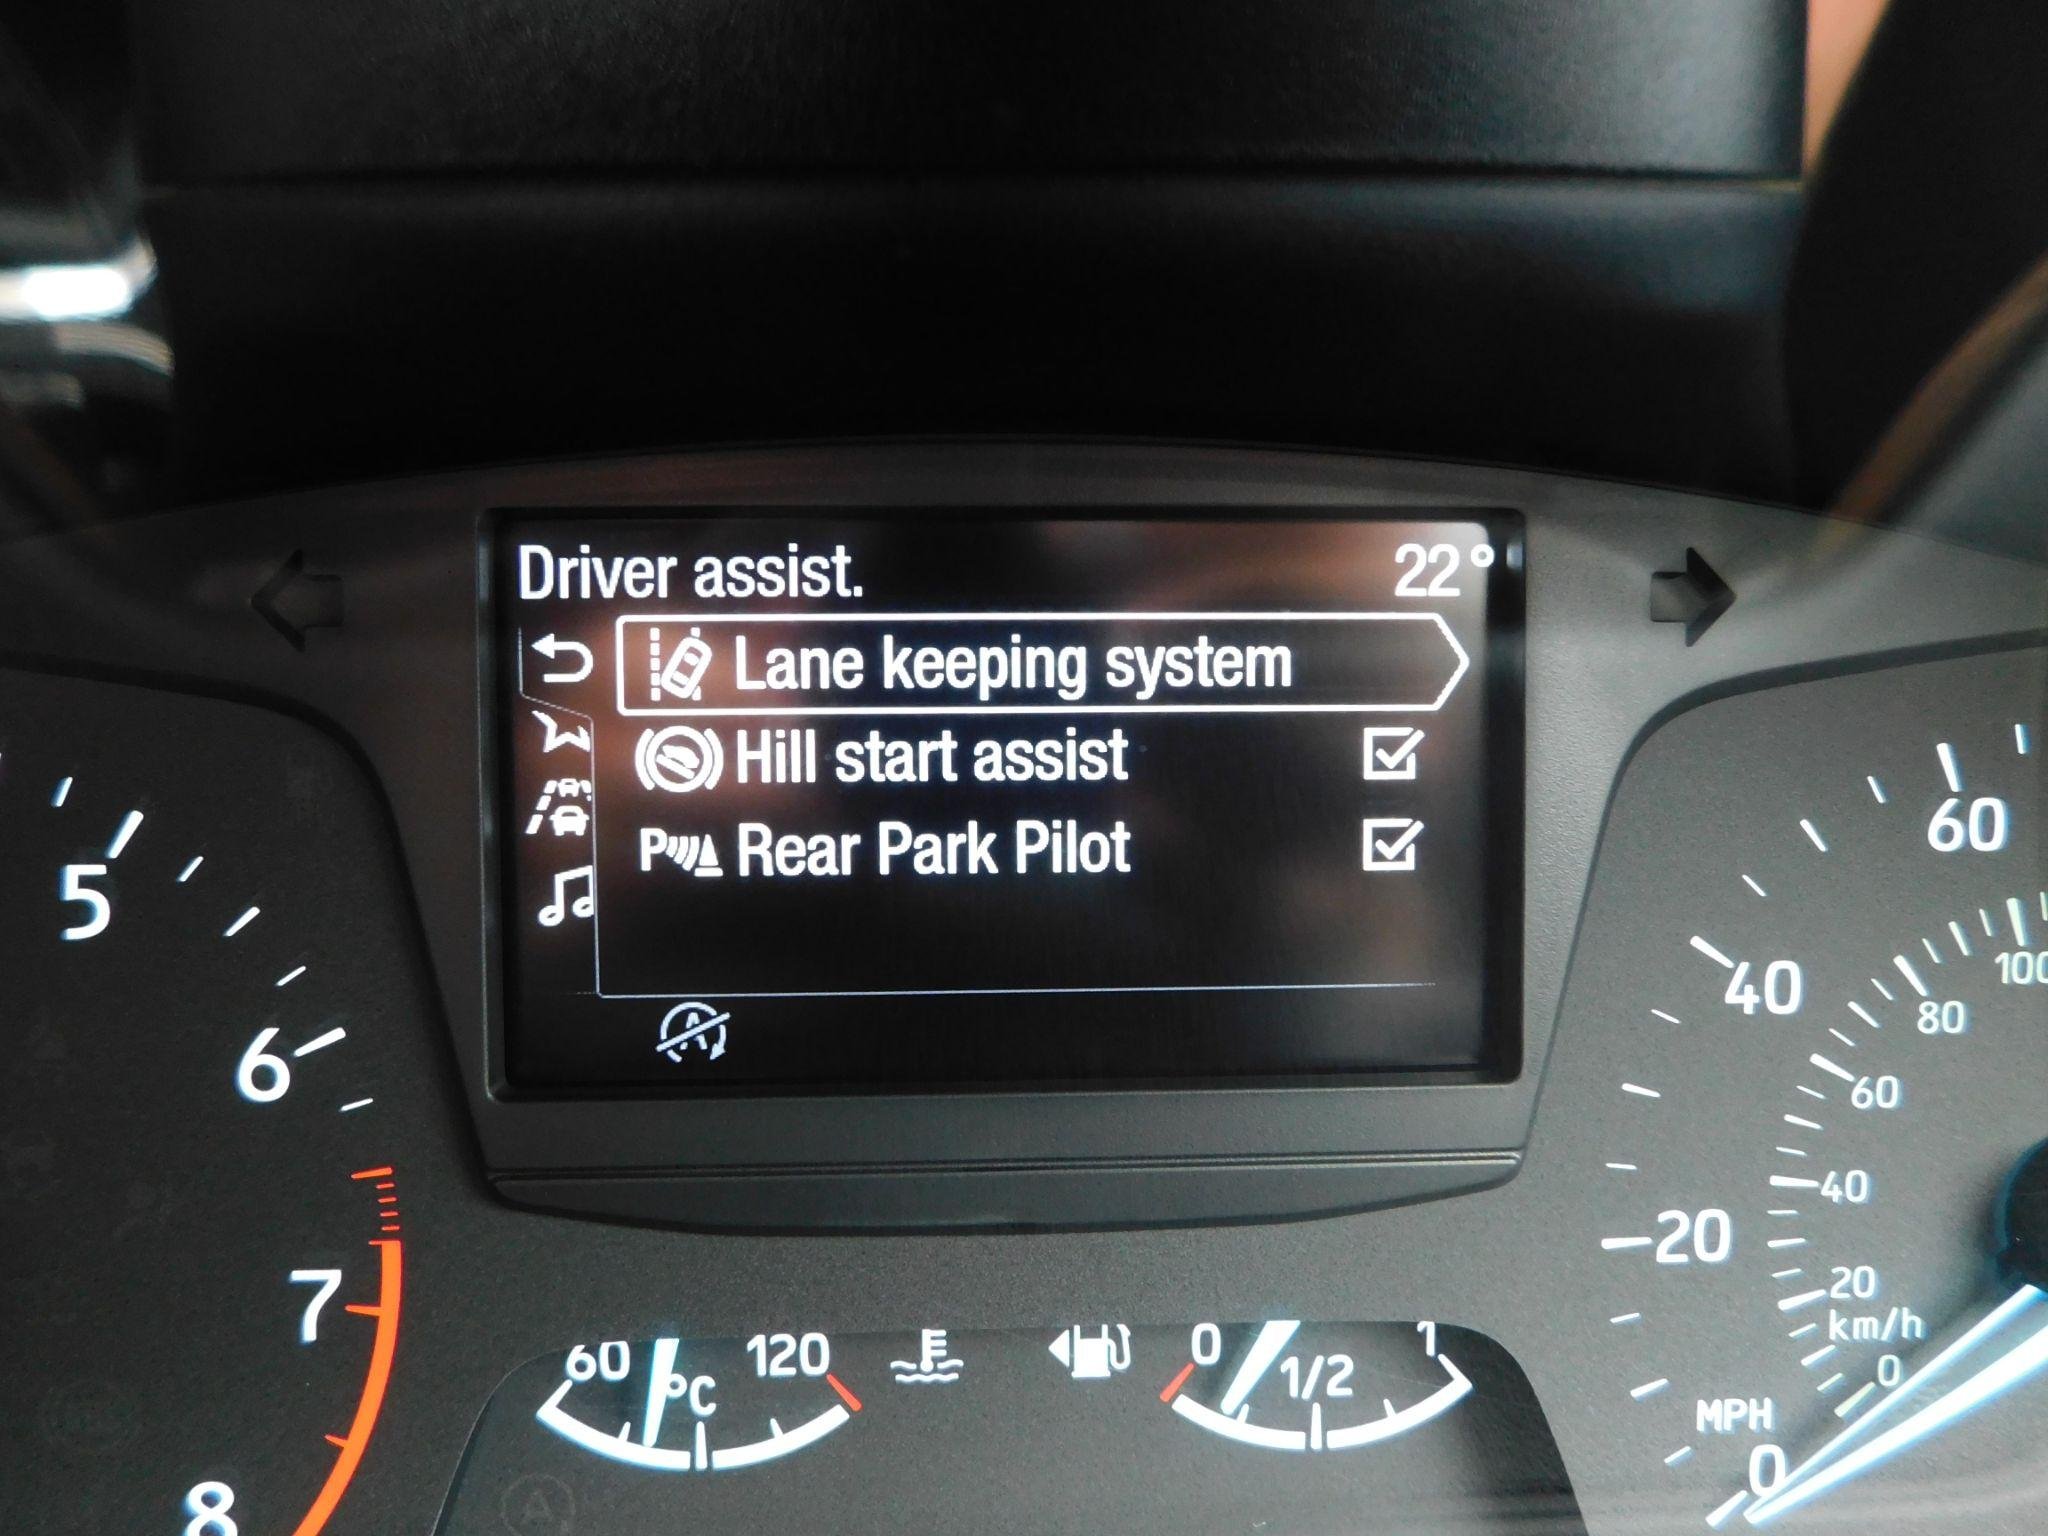 Driver assist. 22°
Lane keeping system
Hill start assist
P Rear Park Pilot
A
5
6
7
8
60 °C 120
0 1/2 1
60
40
20
0
MPH
100
80
60
40
20
0
km/h